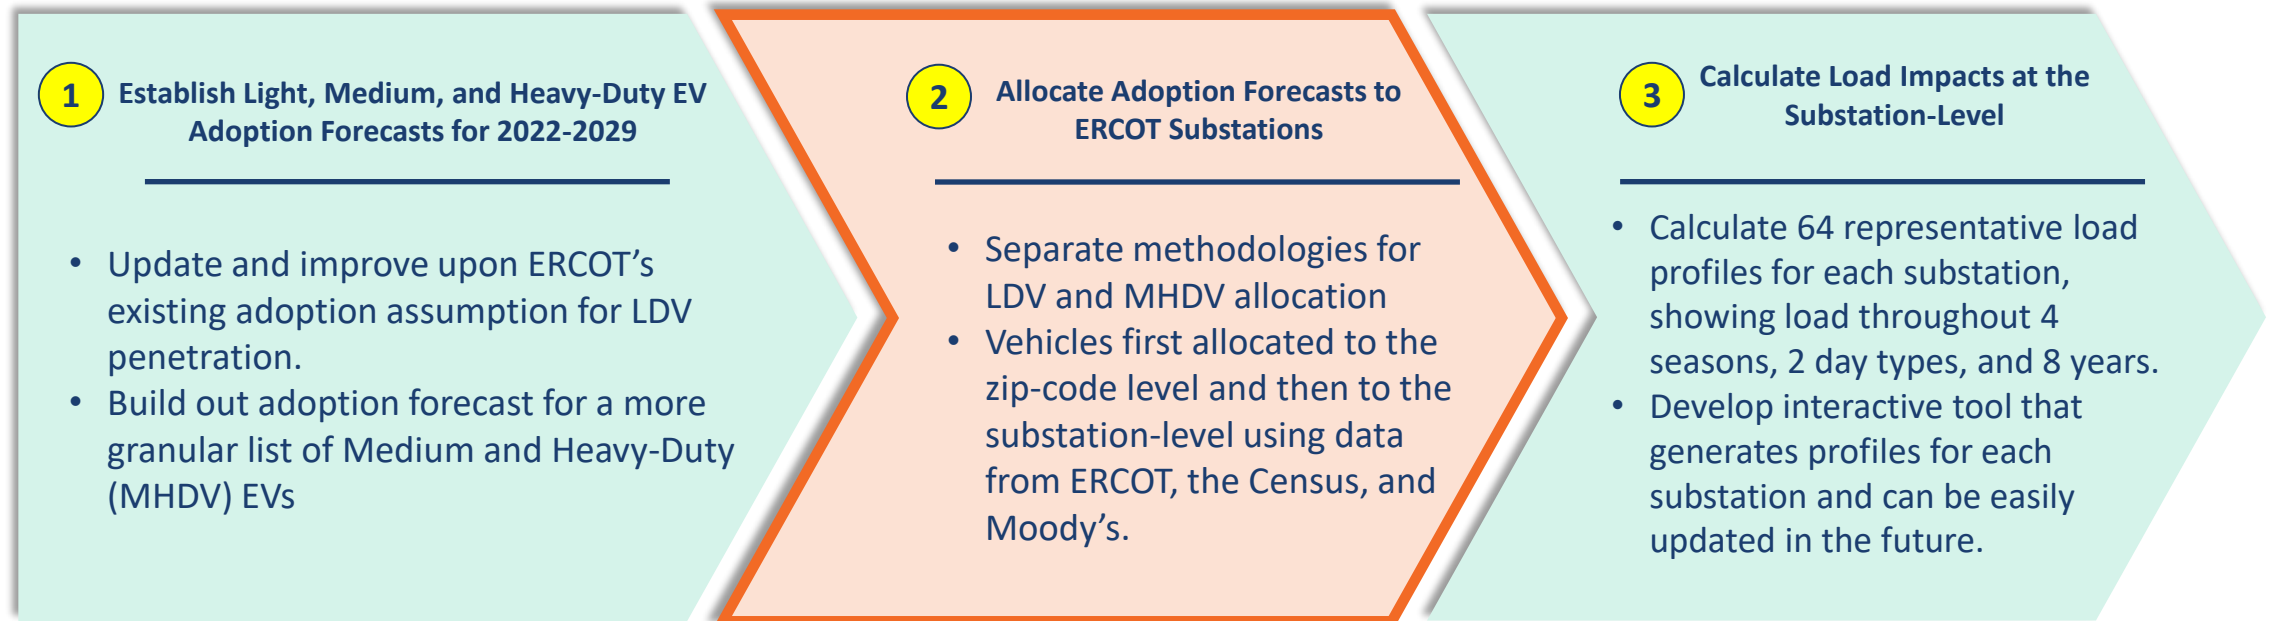 1
Establish Light, Medium, and Heavy-Duty EV
Adoption Forecasts for 2022-2029
• Update and improve upon ERCOT’s
existing adoption assumption for LDV
penetration.
• Build out adoption forecast for a more
granular list of Medium and Heavy-Duty
(MHDV) EVs
2
Allocate Adoption Forecasts to
ERCOT Substations
• Separate methodologies for
LDV and MHDV allocation
• Vehicles first allocated to the
zip-code level and then to the
substation-level using data
from ERCOT, the Census, and
Moody’s.
3
Calculate Load Impacts at the
Substation-Level
• Calculate 64 representative load
profiles for each substation,
showing load throughout 4
seasons, 2 day types, and 8 years.
• Develop interactive tool that
generates profiles for each
substation and can be easily
updated in the future.